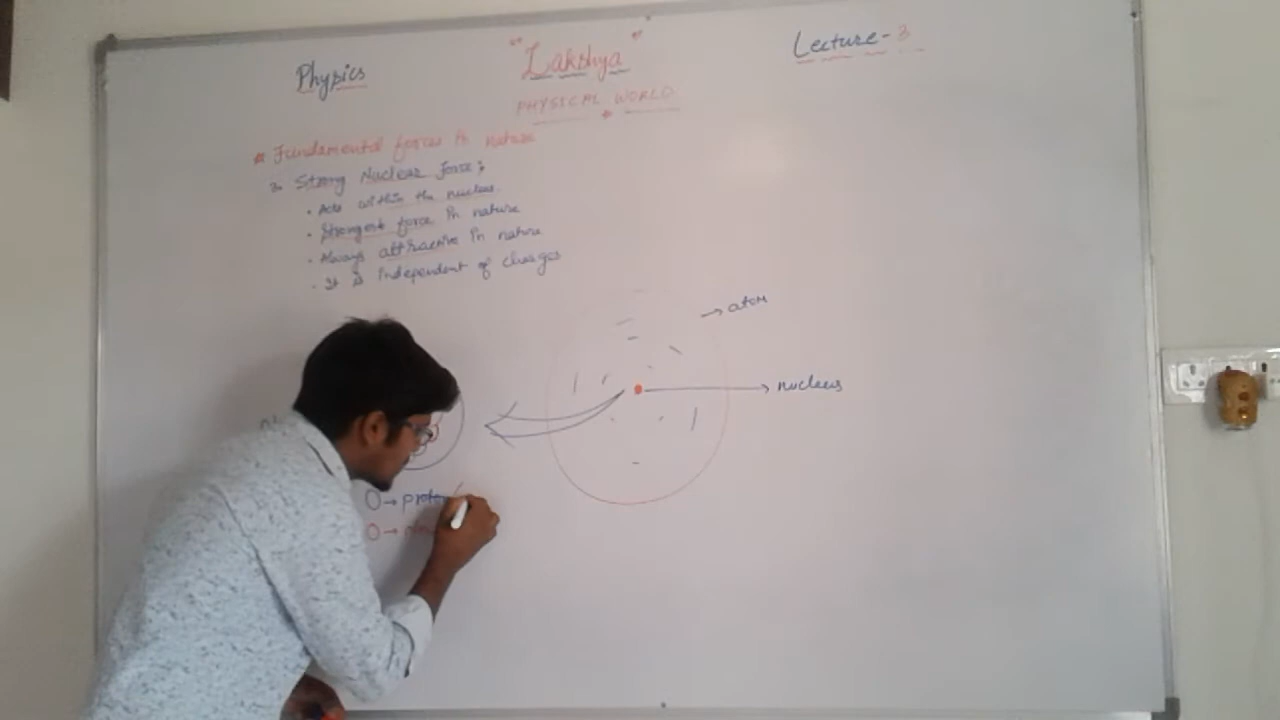 Physics
"Lakshya"
Lecture-3
PHYSICAL WORLD
* Fundamental forces in nature
Strong Nuclear force;
• Acts within the nucleus
• Strongest force in nature
• Always attractive in nature
• It is independent of charges
→ atom
→ nucleus
O → proton (
O →